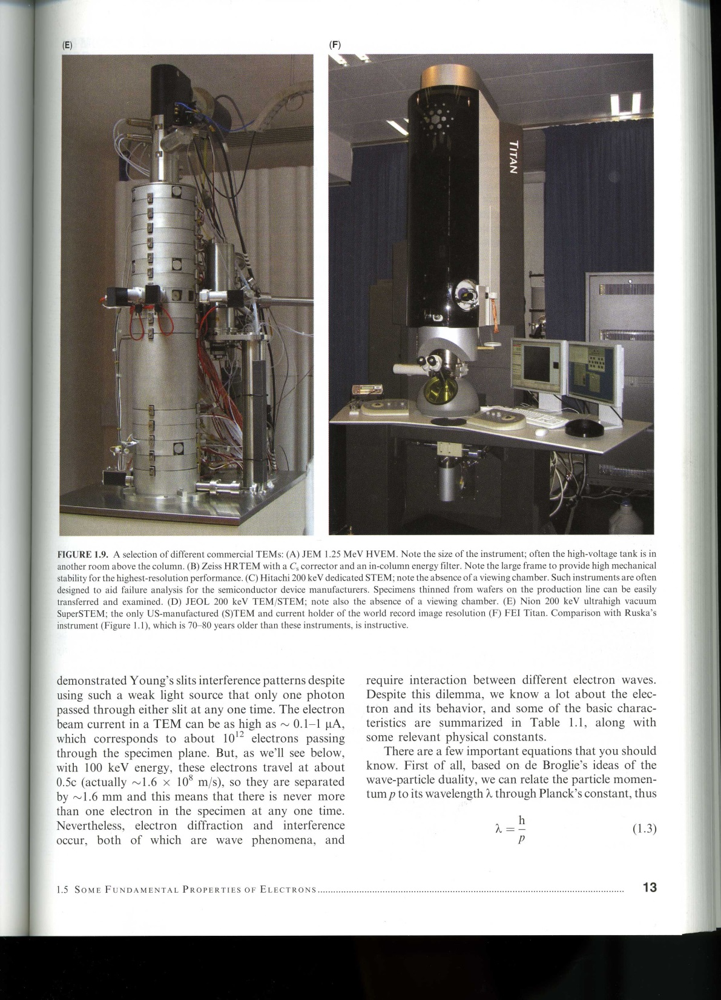 (E)
(F)
TITAN
FIGURE 1.9. A selection of different commercial TEMs: (A) JEM 1.25 MeV HVEM. Note the size of the instrument; often the high-voltage tank is in
another room above the column. (B) Zeiss HRTEM with a Cs corrector and an in-column energy filter. Note the large frame to provide high mechanical
stability for the highest-resolution performance. (C) Hitachi 200 keV dedicated STEM; note the absence of a viewing chamber. Such instruments are often
designed to aid failure analysis for the semiconductor device manufacturers. Specimens thinned from wafers on the production line can be easily
transferred and examined. (D) JEOL 200 keV TEM/STEM; note also the absence of a viewing chamber. (E) Nion 200 keV ultrahigh vacuum
SuperSTEM; the only US-manufactured (S)TEM and current holder of the world record image resolution (F) FEI Titan. Comparison with Ruska's
instrument (Figure 1.1), which is 70–80 years older than these instruments, is instructive.
demonstrated Young's slits interference patterns despite
using such a weak light source that only one photon
passed through either slit at any one time. The electron
beam current in a TEM can be as high as ~ 0.1–1 μA,
which corresponds to about 10¹² electrons passing
through the specimen plane. But, as we'll see below,
with 100 keV energy, these electrons travel at about
0.5c (actually ~1.6 × 10⁸ m/s), so they are separated
by ~1.6 mm and this means that there is never more
than one electron in the specimen at any one time.
Nevertheless, electron diffraction and interference
occur, both of which are wave phenomena, and
require interaction between different electron waves.
Despite this dilemma, we know a lot about the elec-
tron and its behavior, and some of the basic charac-
teristics are summarized in Table 1.1, along with
some relevant physical constants.
There are a few important equations that you should
know. First of all, based on de Broglie's ideas of the
wave-particle duality, we can relate the particle momen-
tum p to its wavelength λ through Planck's constant, thus
λ = h/p (1.3)
1.5 SOME FUNDAMENTAL PROPERTIES OF ELECTRONS.................................................. 13